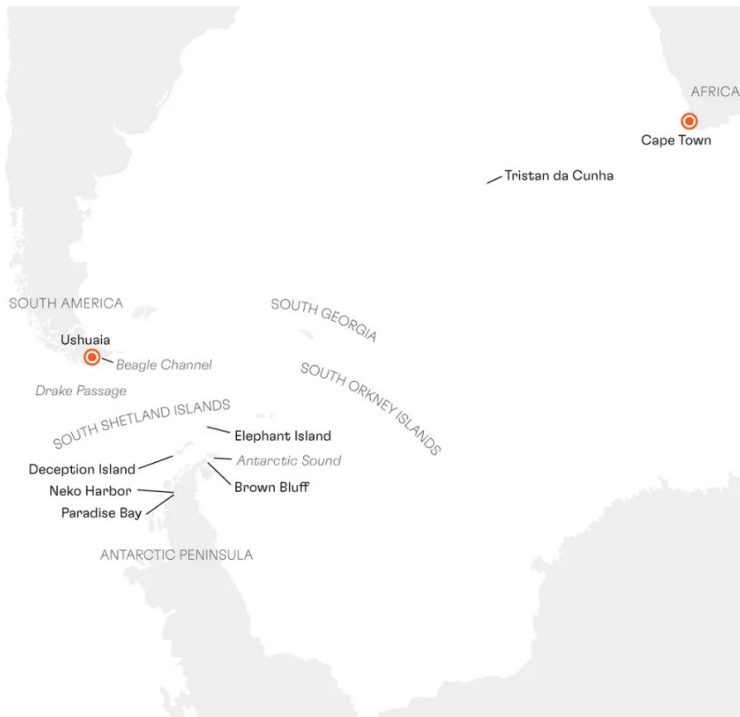 AFRICA
Cape Town
Tristan da Cunha
SOUTH AMERICA
SOUTH GEORGIA
Ushuaia
Beagle Channel
Drake Passage
SOUTH ORKNEY ISLANDS
SOUTH SHETLAND ISLANDS
Elephant Island
Antarctic Sound
Deception Island
Brown Bluff
Neko Harbor
Paradise Bay
ANTARCTIC PENINSULA